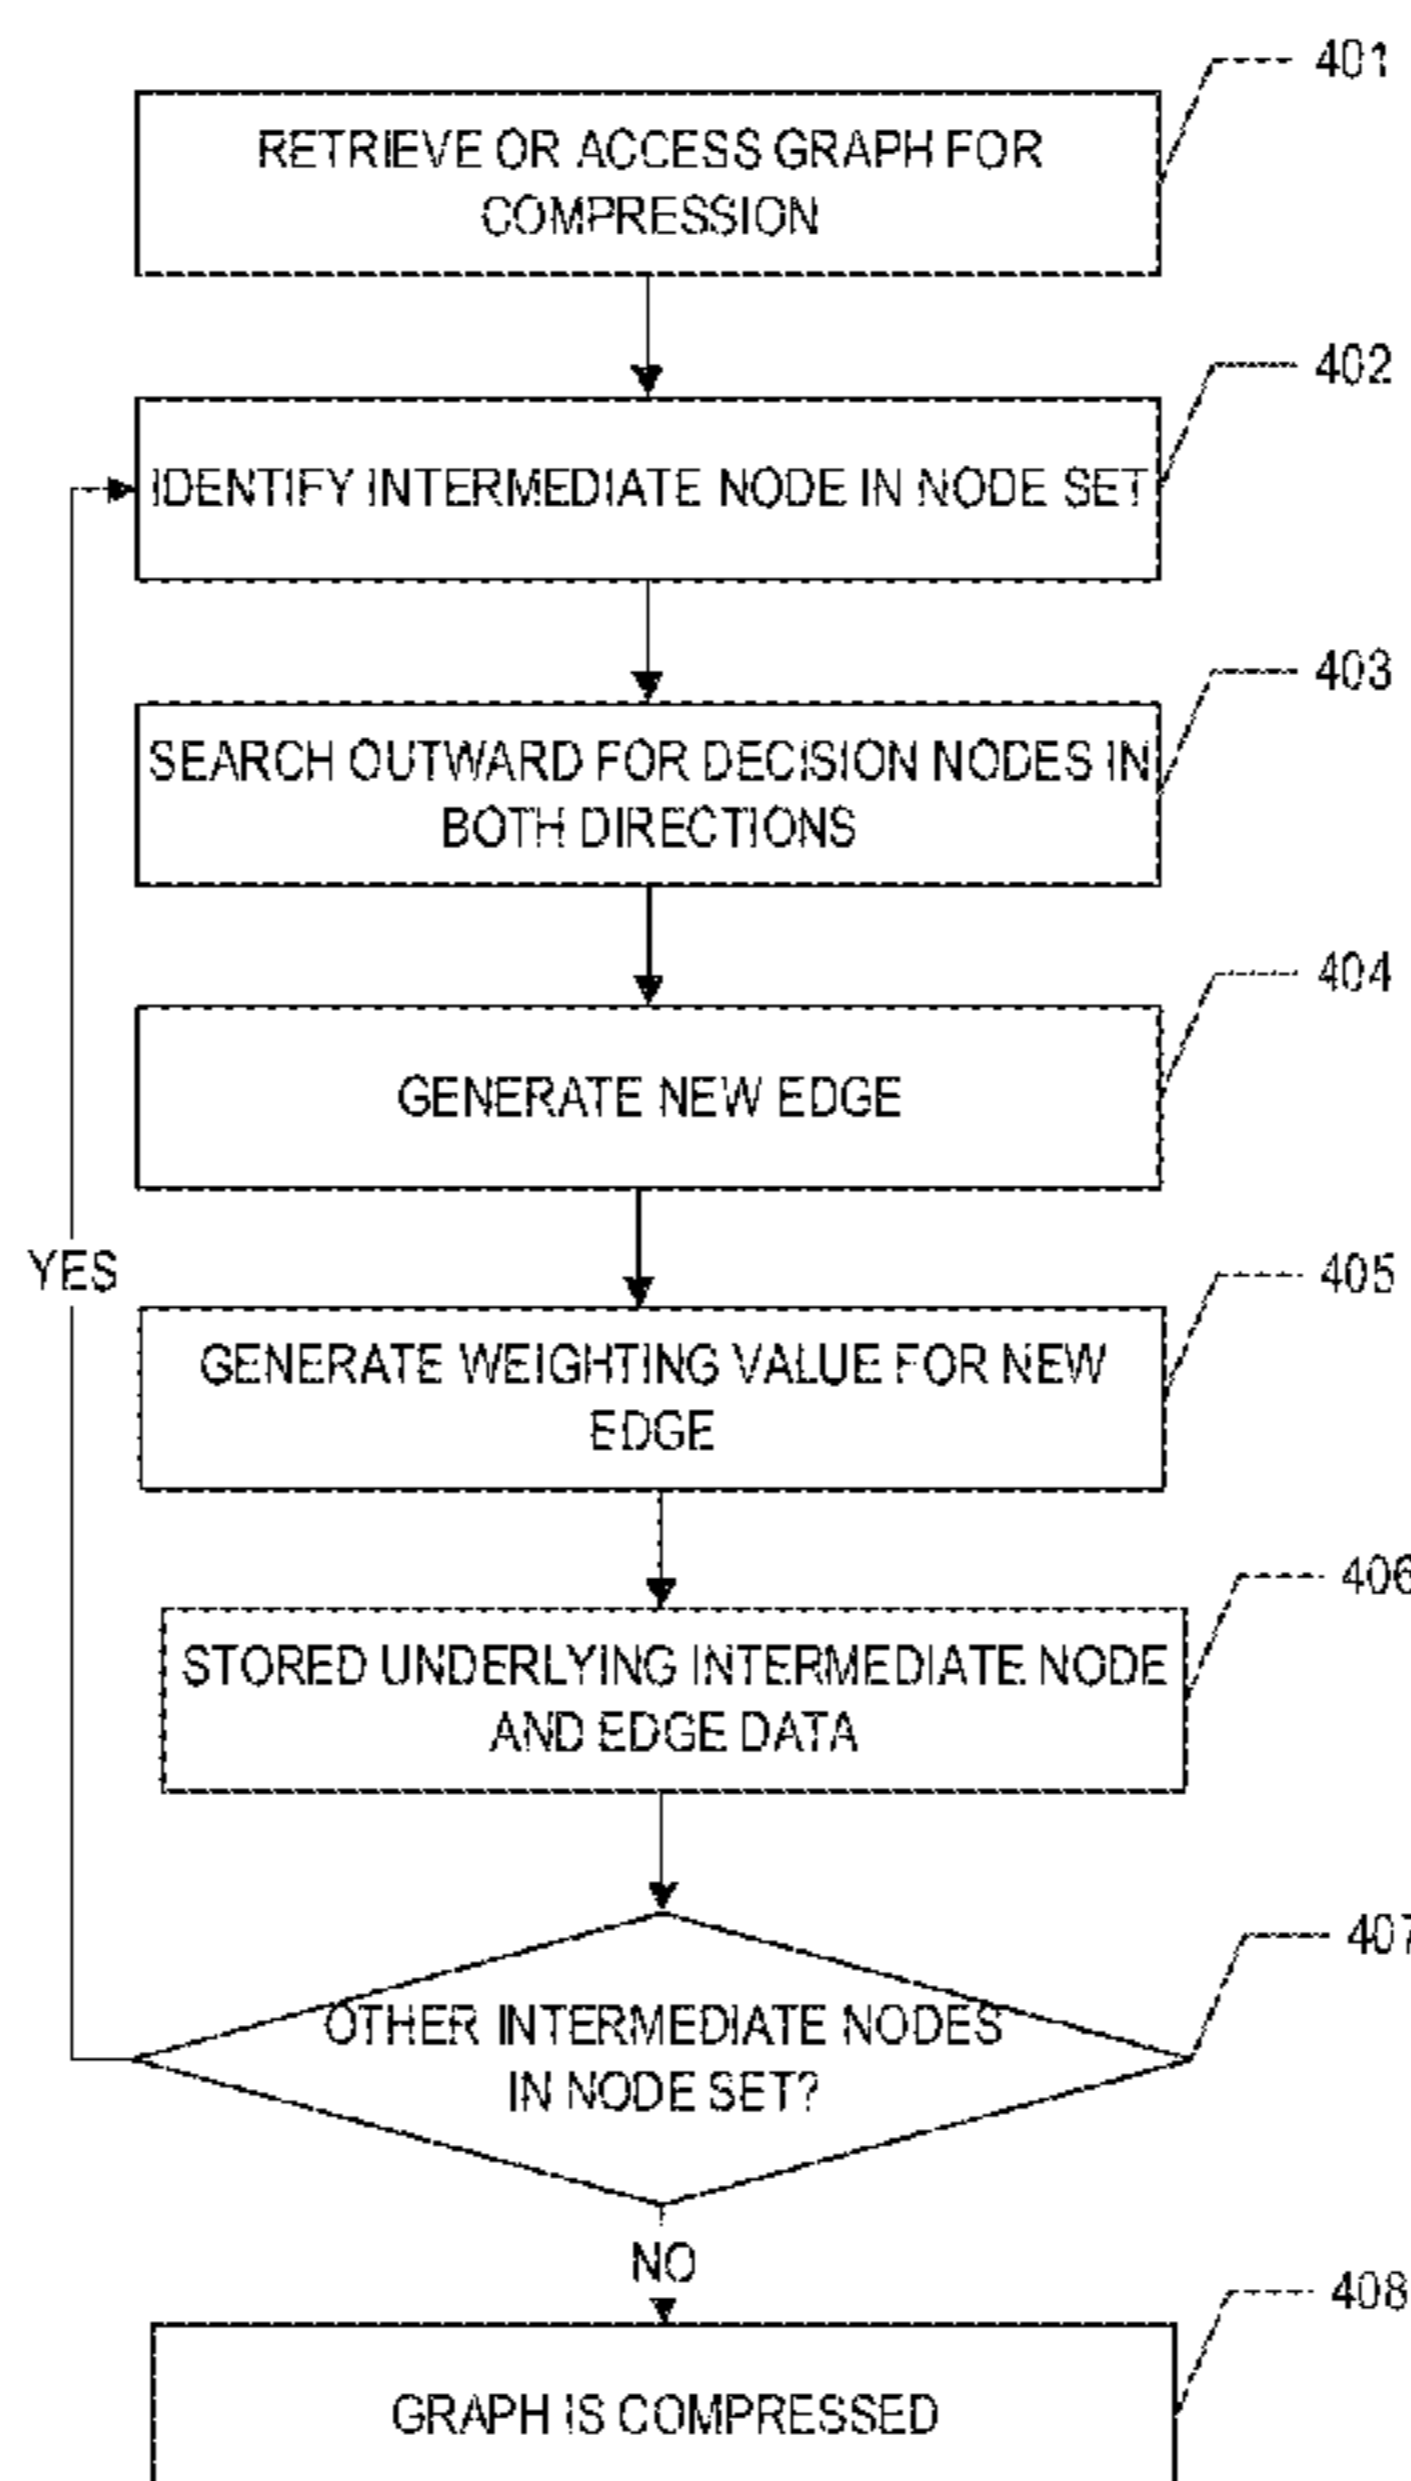 401
RETRIEVE OR ACCESS GRAPH FOR
COMPRESSION
402
IDENTIFY INTERMEDIATE NODE IN NODE SET
403
SEARCH OUTWARD FOR DECISION NODES IN
BOTH DIRECTIONS
404
GENERATE NEW EDGE
YES
405
GENERATE WEIGHTING VALUE FOR NEW
EDGE
406
STORED UNDERLYING INTERMEDIATE NODE
AND EDGE DATA
407
OTHER INTERMEDIATE NODES
IN NODE SET?
NO
408
GRAPH IS COMPRESSED